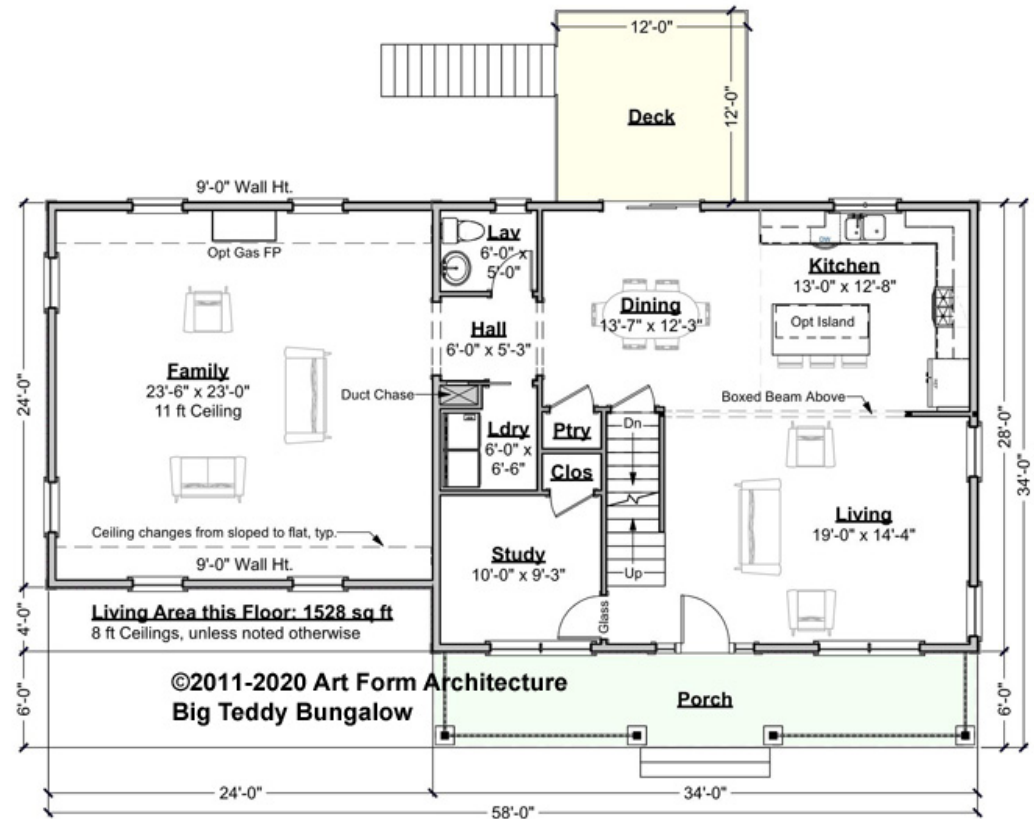 12'-0"
12'-0"
Deck
9'-0" Wall Ht.
Opt Gas FP
Lav
6'-0" x
5'-0"
DW
Kitchen
13'-0" x 12'-8"
Dining
13'-7" x 12'-3"
Opt Island
Hall
6'-0" x 5'-3"
Family
23'-6" x 23'-0"
11 ft Ceiling
24'-0"
Duct Chase
Boxed Beam Above
28'-0"
34'-0"
Ldry
6'-0" x
6'-6"
Ptry
Dn
Clos
Living
19'-0" x 14'-4"
Ceiling changes from sloped to flat, typ.
Study
10'-0" x 9'-3"
Up
9'-0" Wall Ht.
Glass
Living Area this Floor: 1528 sq ft
8 ft Ceilings, unless noted otherwise
4'-0"
©2011-2020 Art Form Architecture
Big Teddy Bungalow
Porch
6'-0"
6'-0"
24'-0"
34'-0"
58'-0"